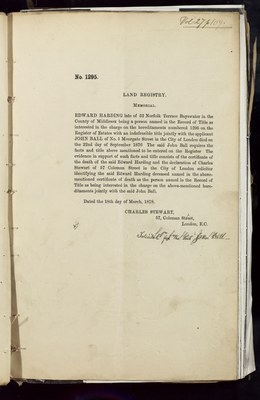 No. 1295.
LAND REGISTRY.
MEMORIAL.
EDWARD HARDING late of 32 Norfolk Terrace Bayswater in the
County of Middlesex being a person named in the Record of Title as
interested in the charge on the hereditaments numbered 1295 on the
Register of Estates with an indefeasible title jointly with the applicant
JOHN BALL of No. 3 Moorgate Street in the City of London died on
the 22nd day of September 1878. The said John Ball requires the
facts and title above mentioned to be entered on the Register The
evidence in support of such facts and title consists of the certificate of
the death of the said Edward Harding and the declaration of Charles
Stewart of 57 Coleman Street in the City of London solicitor
identifying the said Edward Harding deceased named in the above-
mentioned certificate of death as the person named in the Record of
Title as being interested in the charge on the above-mentioned here-
ditaments jointly with the said John Ball.
Dated the day of March, 1879.
CHARLES STEWART,
57, Coleman Street,
London, E.C.
for the said John Ball